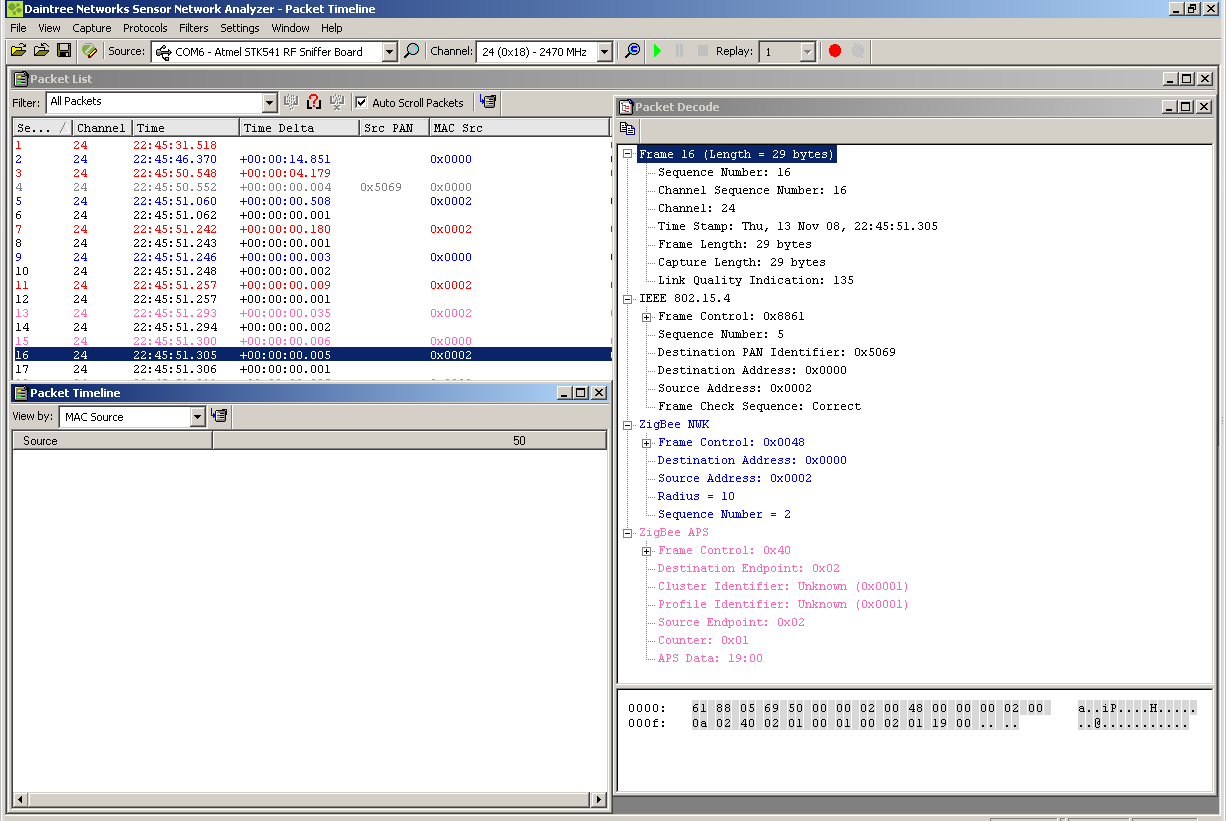 Daintree Networks Sensor Network Analyzer - Packet Timeline
File View Capture Protocols Filters Settings Window Help
Source: COM6 - Atmel STK541 RF Sniffer Board Channel: 24 (0x18) - 2470 MHz Replay: 1
Packet List
Filter: All Packets Auto Scroll Packets
Se... Channel Time Time Delta Src PAN MAC Src
1 24 22:45:31.518
2 24 22:45:46.370 +00:00:14.851 0x0000
3 24 22:45:50.548 +00:00:04.179
4 24 22:45:50.552 +00:00:00.004 0x5069 0x0000
5 24 22:45:51.060 +00:00:00.508 0x0002
6 24 22:45:51.062 +00:00:00.001
7 24 22:45:51.242 +00:00:00.180 0x0002
8 24 22:45:51.243 +00:00:00.001
9 24 22:45:51.246 +00:00:00.003 0x0000
10 24 22:45:51.248 +00:00:00.002
11 24 22:45:51.257 +00:00:00.009 0x0002
12 24 22:45:51.257 +00:00:00.001
13 24 22:45:51.293 +00:00:00.035 0x0002
14 24 22:45:51.294 +00:00:00.002
15 24 22:45:51.300 +00:00:00.006 0x0000
16 24 22:45:51.305 +00:00:00.005 0x0002
17 24 22:45:51.306 +00:00:00.001
Packet Timeline
View by: MAC Source
Source 50
Packet Decode
Frame 16 (Length = 29 bytes)
Sequence Number: 16
Channel Sequence Number: 16
Channel: 24
Time Stamp: Thu, 13 Nov 08, 22:45:51.305
Frame Length: 29 bytes
Capture Length: 29 bytes
Link Quality Indication: 135
IEEE 802.15.4
Frame Control: 0x8861
Sequence Number: 5
Destination PAN Identifier: 0x5069
Destination Address: 0x0000
Source Address: 0x0002
Frame Check Sequence: Correct
ZigBee NWK
Frame Control: 0x0048
Destination Address: 0x0000
Source Address: 0x0002
Radius = 10
Sequence Number = 2
ZigBee APS
Frame Control: 0x40
Destination Endpoint: 0x02
Cluster Identifier: Unknown (0x0001)
Profile Identifier: Unknown (0x0001)
Source Endpoint: 0x02
Counter: 0x01
APS Data: 19:00
0000: 61 88 05 69 50 00 00 02 00 48 00 00 00 02 00 a..iP....H.....
000f: 0a 02 40 02 01 00 01 00 02 01 19 00 .. .. ..@...........